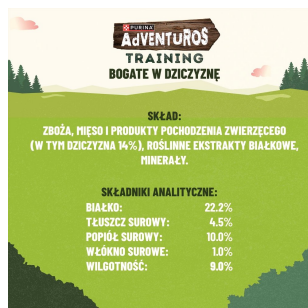 PURINA
ADVENTUROS
TRAINING
BOGATE W DZICZYZNĘ
SKŁAD:
ZBOŻA, MIĘSO I PRODUKTY POCHODZENIA ZWIERZĘCEGO
(W TYM DZICZYZNA 14%), ROŚLINNE EKSTRAKTY BIAŁKOWE,
MINERAŁY.
SKŁADNIKI ANALITYCZNE:
BIAŁKO: 22.2%
TŁUSZCZ SUROWY: 4.5%
POPIÓŁ SUROWY: 10.0%
WŁÓKNO SUROWE: 1.0%
WILGOTNOŚĆ: 9.0%